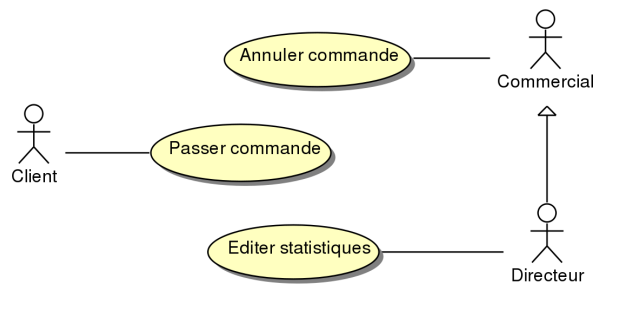 Annuler commande
Commercial
Passer commande
Client
Editer statistiques
Directeur